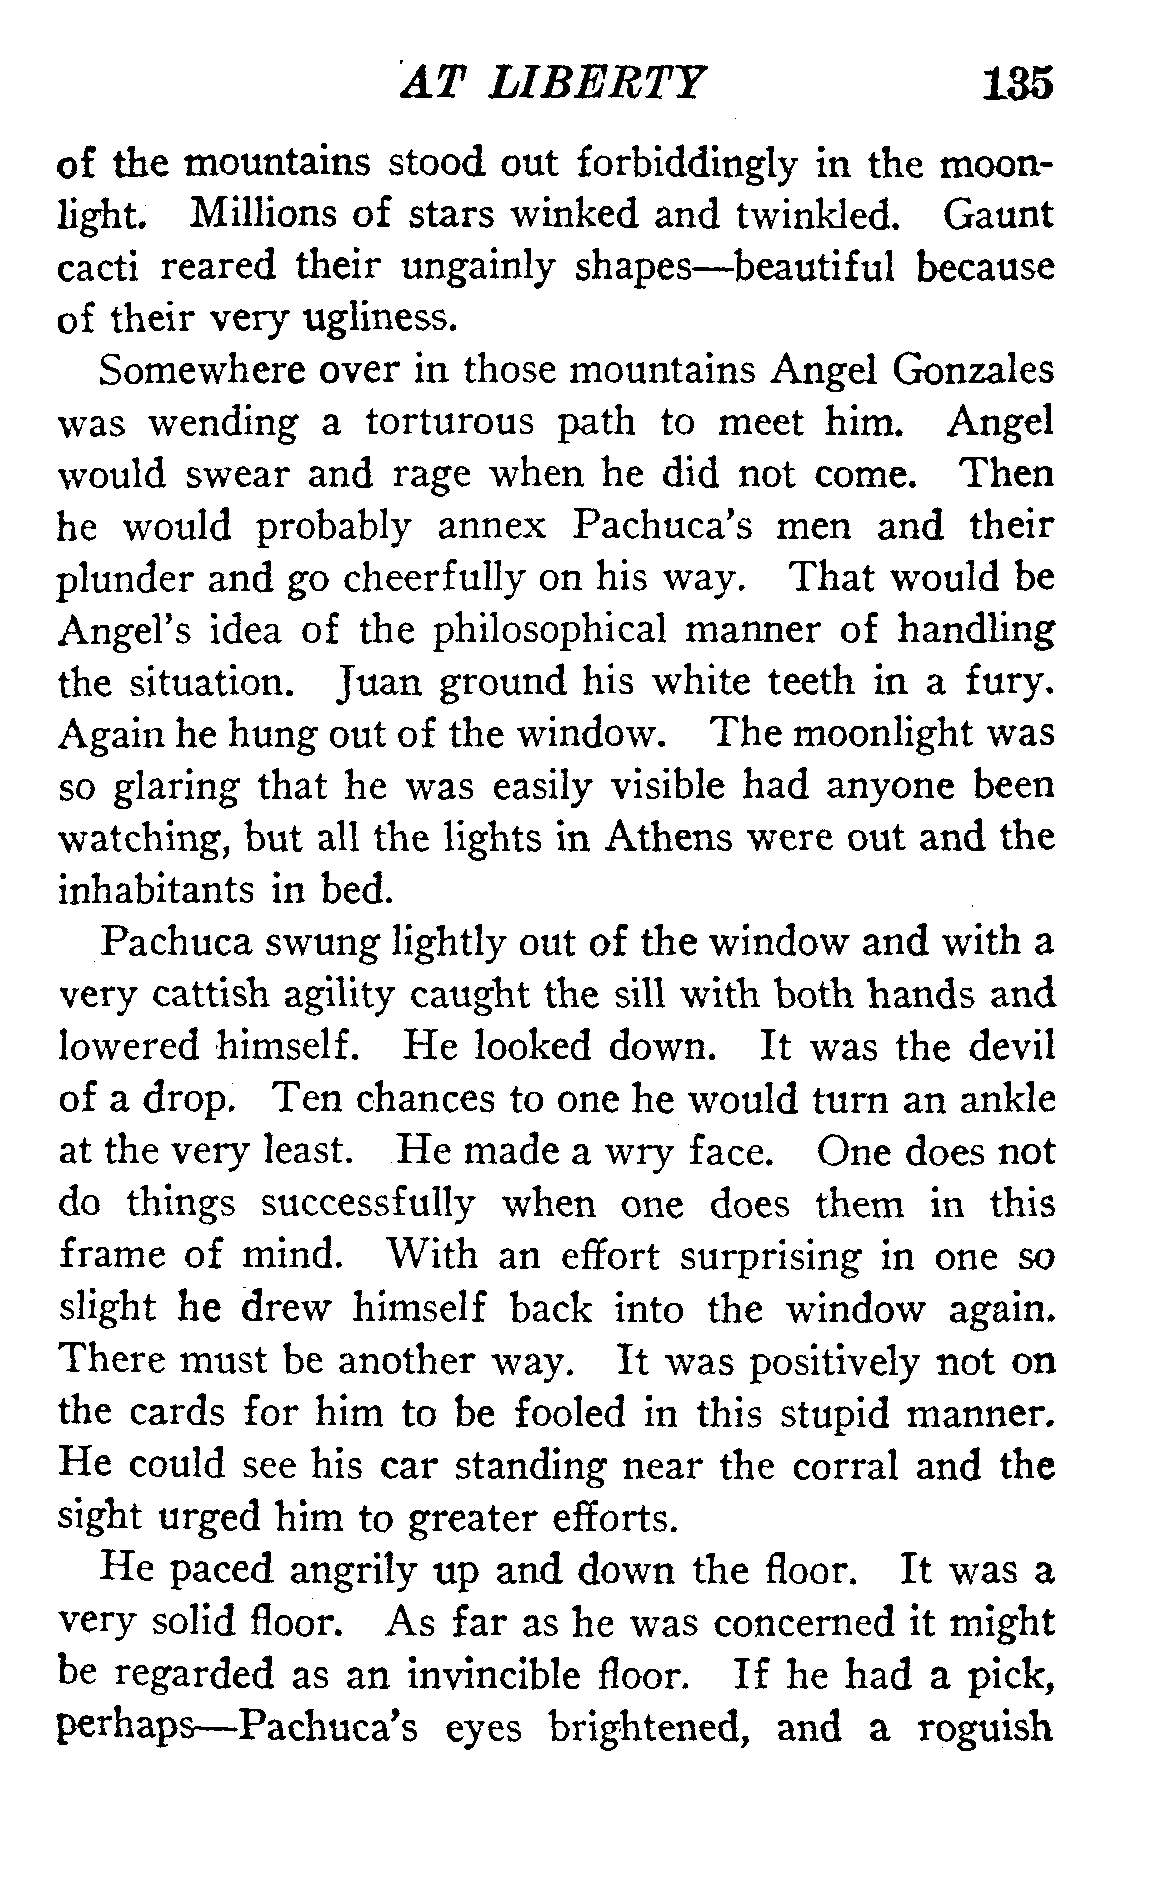 AT LIBERTY 135
of the mountains stood out forbiddingly in the moon-
light. Millions of stars winked and twinkled. Gaunt
cacti reared their ungainly shapes—beautiful because
of their very ugliness.
Somewhere over in those mountains Angel Gonzales
was wending a torturous path to meet him. Angel
would swear and rage when he did not come. Then
he would probably annex Pachuca's men and their
plunder and go cheerfully on his way. That would be
Angel's idea of the philosophical manner of handling
the situation. Juan ground his white teeth in a fury.
Again he hung out of the window. The moonlight was
so glaring that he was easily visible had anyone been
watching, but all the lights in Athens were out and the
inhabitants in bed.
Pachuca swung lightly out of the window and with a
very cattish agility caught the sill with both hands and
lowered himself. He looked down. It was the devil
of a drop. Ten chances to one he would turn an ankle
at the very least. He made a wry face. One does not
do things successfully when one does them in this
frame of mind. With an effort surprising in one so
slight he drew himself back into the window again.
There must be another way. It was positively not on
the cards for him to be fooled in this stupid manner.
He could see his car standing near the corral and the
sight urged him to greater efforts.
He paced angrily up and down the floor. It was a
very solid floor. As far as he was concerned it might
be regarded as an invincible floor. If he had a pick,
perhaps—Pachuca's eyes brightened, and a roguish